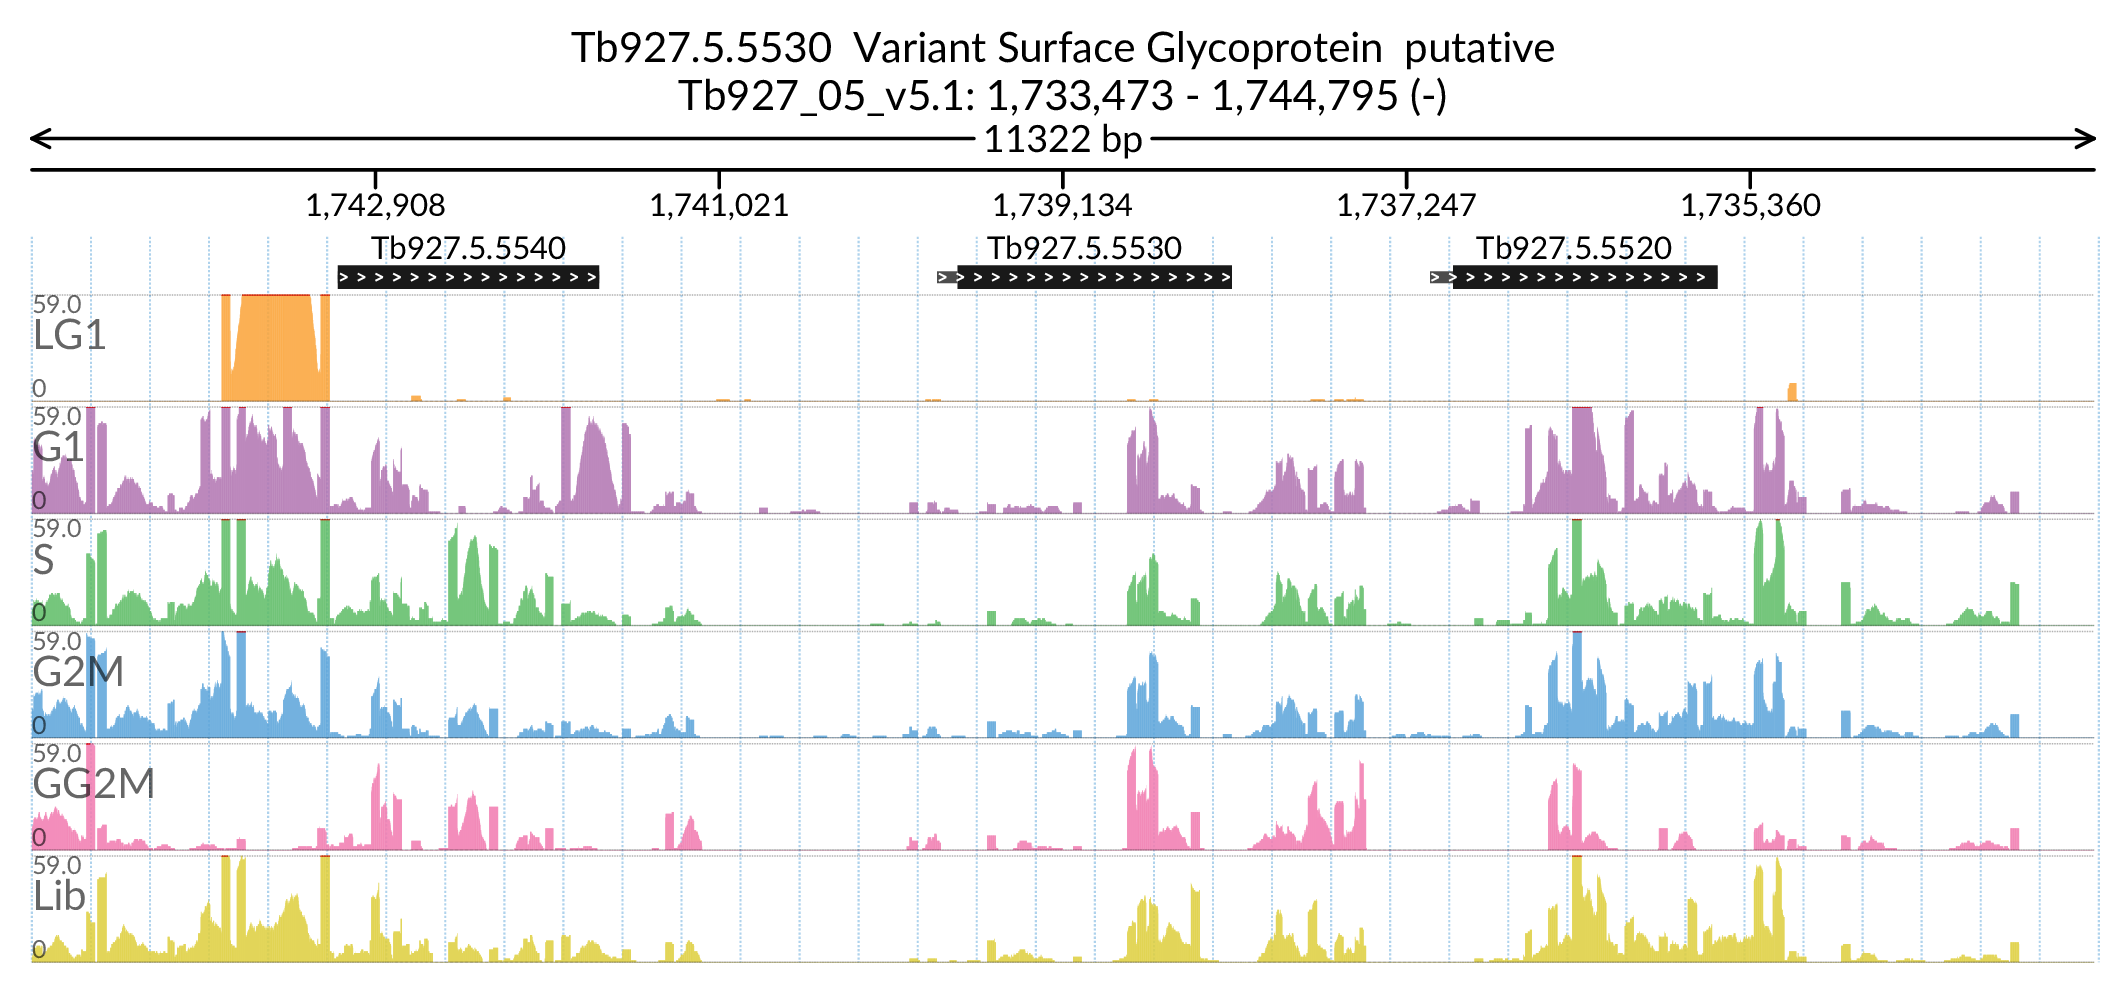 Tb927.5.5530  Variant Surface Glycoprotein  putative
Tb927_05_v5.1: 1,733,473 - 1,744,795 (-)
11322 bp
1,742,908 1,741,021 1,739,134 1,737,247 1,735,360
Tb927.5.5540 Tb927.5.5530 Tb927.5.5520
59.0
LG1
0
59.0
G1
0
59.0
S
0
59.0
G2M
0
59.0
GG2M
0
59.0
Lib
0